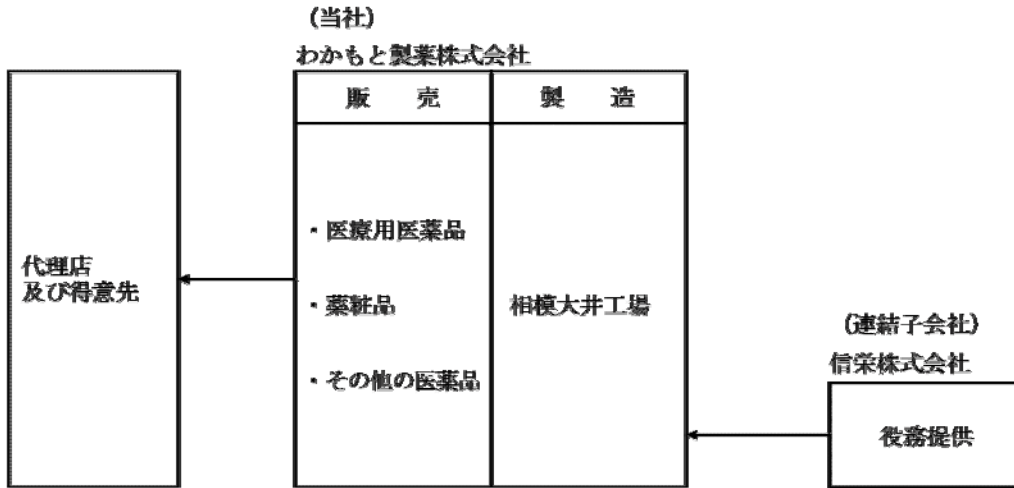 (当社)
わかもと製薬株式会社
販 売
製 造
代理店
及び得意先
・医療用医薬品
・薬粧品
・その他の医薬品
相模大井工場
(連結子会社)
信栄株式会社
役務提供